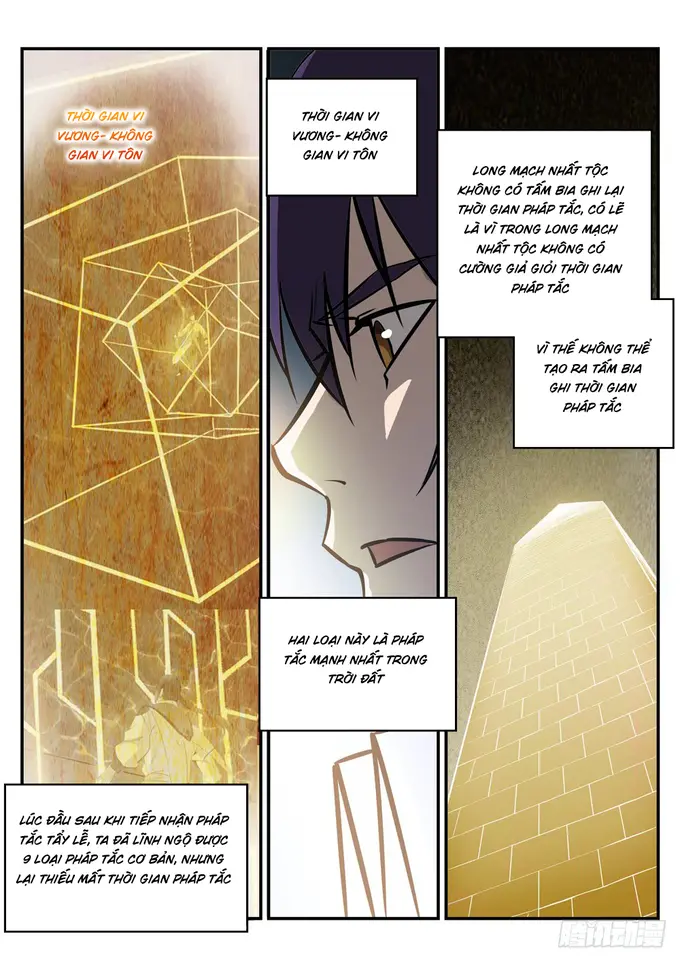 THỜI GIAN VI
VƯƠNG- KHÔNG
GIAN VI TÔN
THỜI GIAN VI
VƯƠNG- KHÔNG
GIAN VI TÔN
LONG MẠCH NHẤT TỘC
KHÔNG CÓ TẤM BIA GHI LẠI
THỜI GIAN PHÁP TẮC, CÓ LẼ
LÀ VÌ TRONG LONG MẠCH
NHẤT TỘC KHÔNG CÓ
CƯỜNG GIẢ GIỎI THỜI GIAN
PHÁP TẮC
VÌ THẾ KHÔNG THỂ
TẠO RA TẤM BIA
GHI THỜI GIAN
PHÁP TẮC
HAI LOẠI NÀY LÀ PHÁP
TẮC MẠNH NHẤT TRONG
TRỜI ĐẤT
LÚC ĐẦU SAU KHI TIẾP NHẬN PHÁP
TẮC TẨY LỄ, TA ĐÃ LĨNH NGỘ ĐƯỢC
9 LOẠI PHÁP TẮC CƠ BẢN, NHƯNG
LẠI THIẾU MẤT THỜI GIAN PHÁP TẮC
腾讯动漫